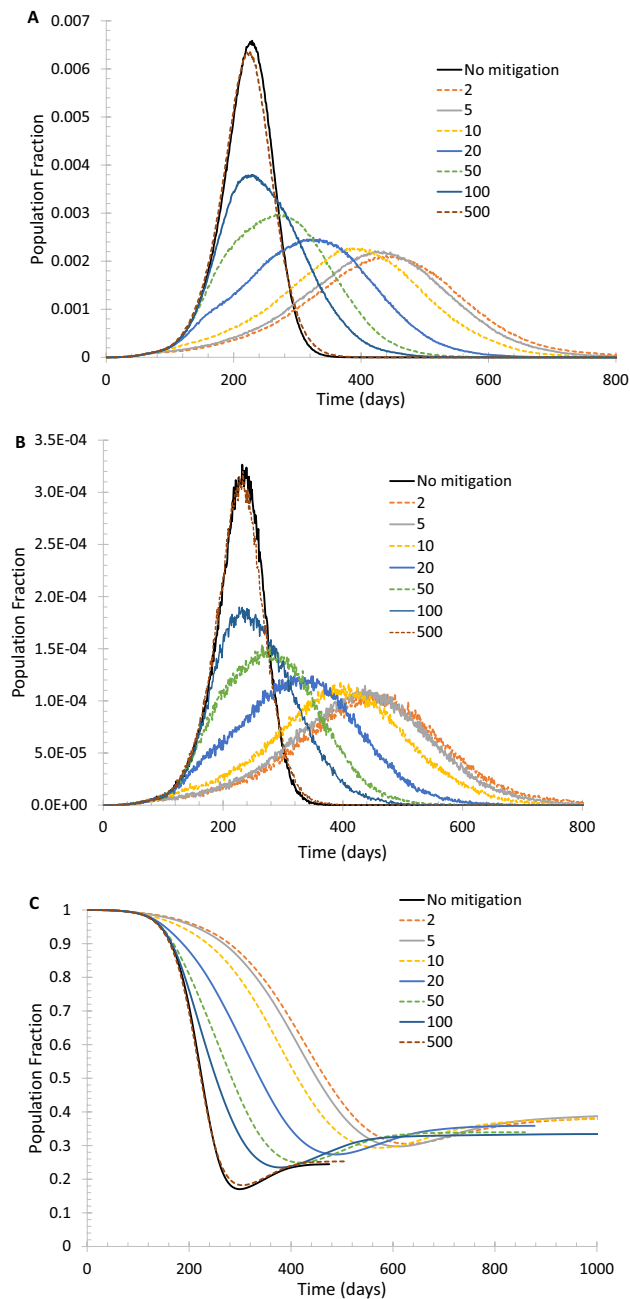 A
0.007
0.006
0.005
0.004
0.003
0.002
0.001
0
Population Fraction
0 200 400 600 800
Time (days)
No mitigation
2
5
10
20
50
100
500
B
3.5E-04
3.0E-04
2.5E-04
2.0E-04
1.5E-04
1.0E-04
5.0E-05
0.0E+00
Population Fraction
0 200 400 600 800
Time (days)
No mitigation
2
5
10
20
50
100
500
C
1
0.9
0.8
0.7
0.6
0.5
0.4
0.3
0.2
0.1
0
Population Fraction
0 200 400 600 800 1000
Time (days)
No mitigation
2
5
10
20
50
100
500